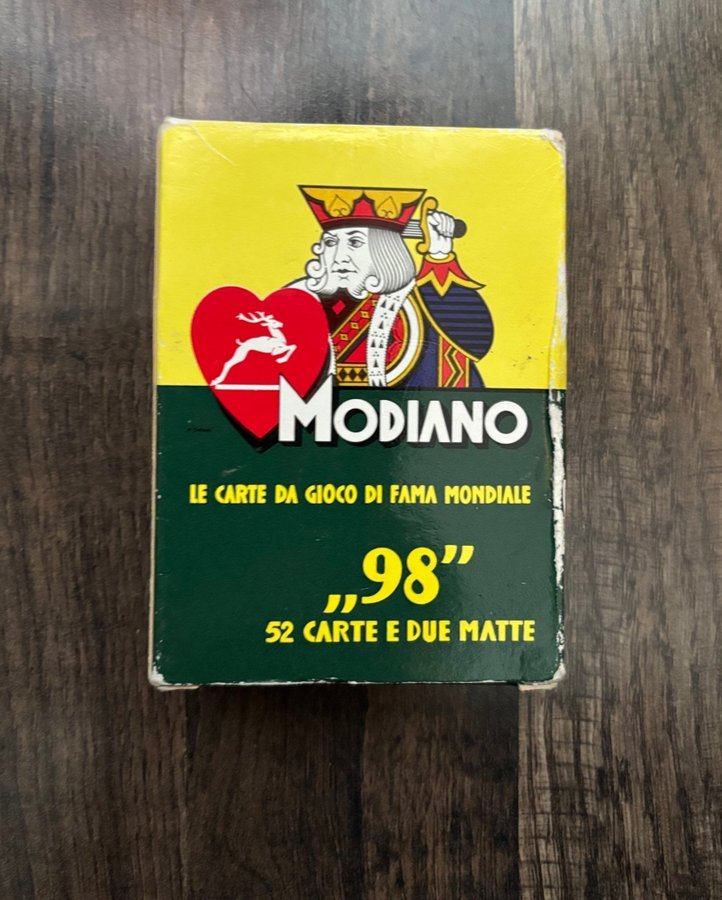 MODIANO
LE CARTE DA GIOCO DI FAMA MONDIALE
„98”
52 CARTE E DUE MATTE